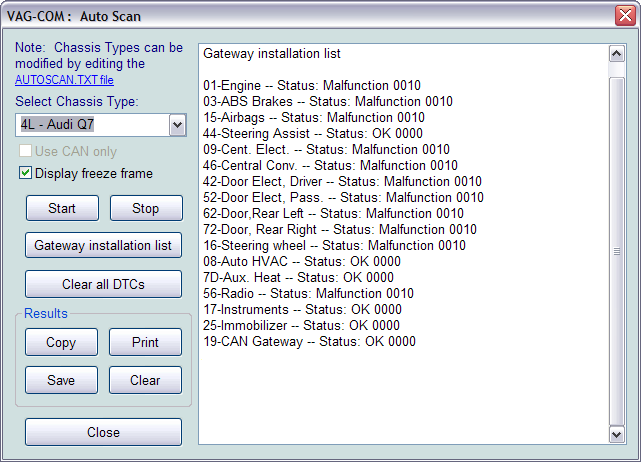 VAG-COM :  Auto Scan
Note:  Chassis Types can be
modified by editing the
AUTOSCAN.TXT file
Select Chassis Type:
4L - Audi Q7
Use CAN only
Display freeze frame
Start
Stop
Gateway installation list
Clear all DTCs
Results
Copy
Print
Save
Clear
Close
Gateway installation list
01-Engine -- Status: Malfunction 0010
03-ABS Brakes -- Status: Malfunction 0010
15-Airbags -- Status: Malfunction 0010
44-Steering Assist -- Status: OK 0000
09-Cent. Elect. -- Status: Malfunction 0010
46-Central Conv. -- Status: Malfunction 0010
42-Door Elect, Driver -- Status: Malfunction 0010
52-Door Elect, Pass. -- Status: Malfunction 0010
62-Door,Rear Left -- Status: Malfunction 0010
72-Door, Rear Right -- Status: Malfunction 0010
16-Steering wheel -- Status: Malfunction 0010
08-Auto HVAC -- Status: OK 0000
7D-Aux. Heat -- Status: OK 0000
56-Radio -- Status: Malfunction 0010
17-Instruments -- Status: OK 0000
25-Immobilizer -- Status: OK 0000
19-CAN Gateway -- Status: OK 0000